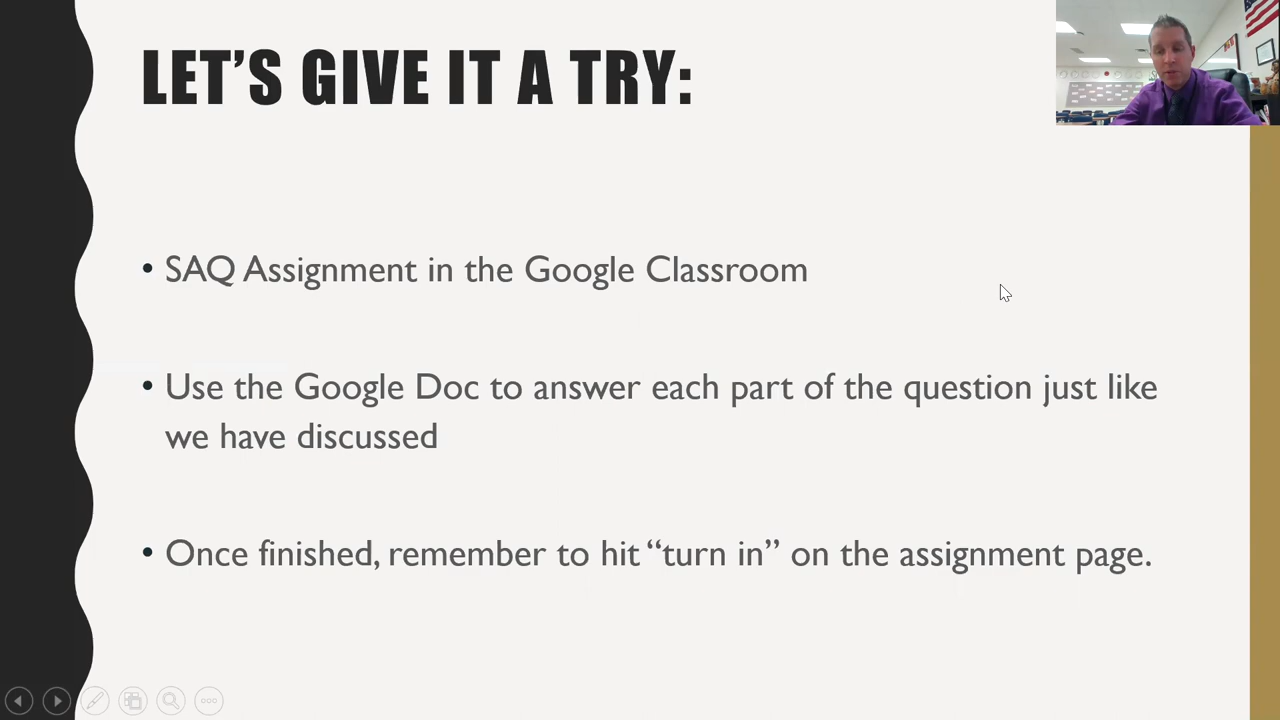 LET’S GIVE IT A TRY:
• SAQ Assignment in the Google Classroom
• Use the Google Doc to answer each part of the question just like
we have discussed
• Once finished, remember to hit “turn in” on the assignment page.